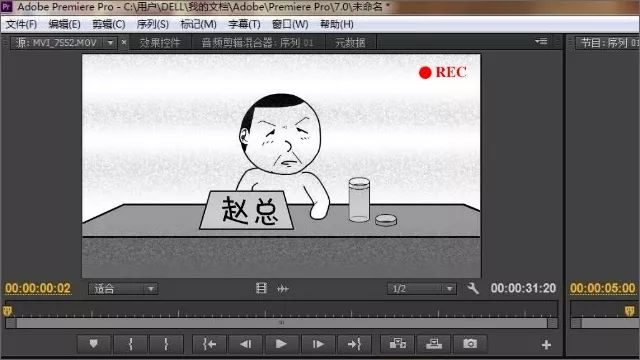 Adobe Premiere Pro - C:\用户\DELL\我的文档\Adobe\Premiere Pro\7.0\未命名 *
文件(F) 编辑(E) 剪辑(C) 序列(S) 标记(M) 字幕(T) 窗口(W) 帮助(H)
源: MVI_7552.MOV 效果控件 音频剪辑混合器: 序列 01 元数据 节目: 序列 01
REC
赵总
00:00:00:02 适合 1/2 00:00:31:20 00:00:05:00